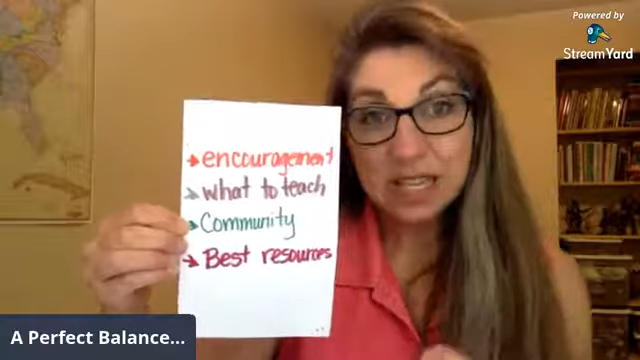 Powered by
StreamYard
→ encouragement
→ what to teach
→ Community
→ Best resources
A Perfect Balance...